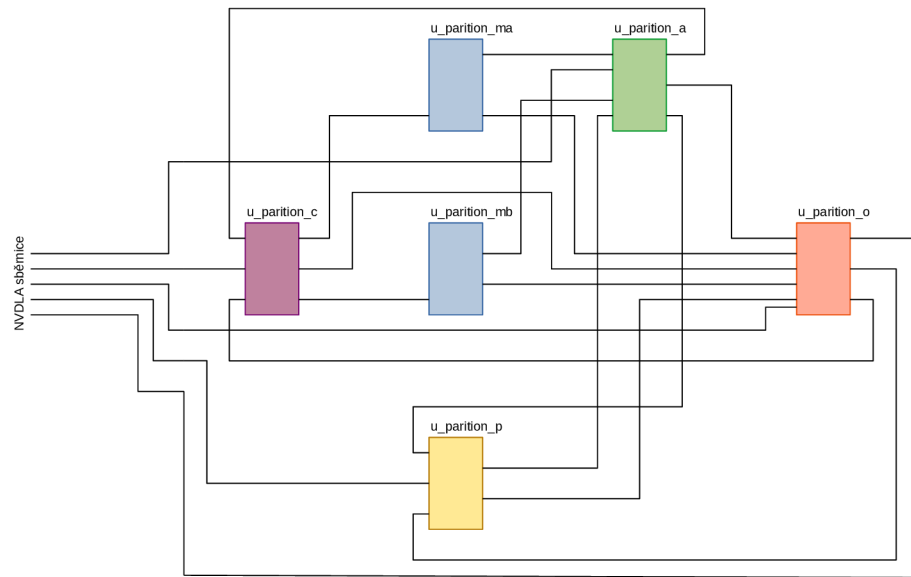 u_parition_ma
u_parition_a
u_parition_c
u_parition_mb
u_parition_o
NVDLA sběrnice
u_parition_p